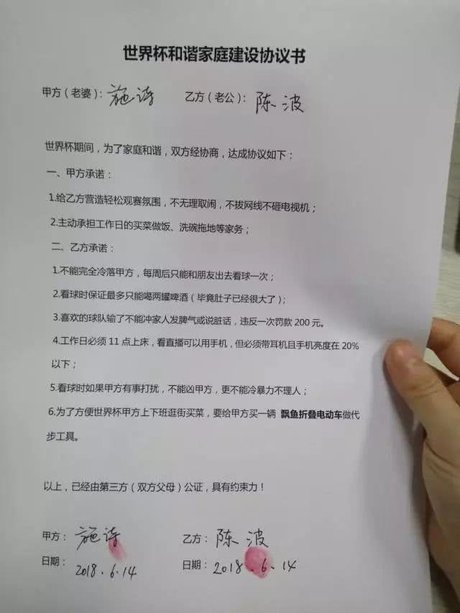 世界杯和谐家庭建设协议书
甲方（老婆）：施诗 乙方（老公）：陈波
世界杯期间，为了家庭和谐，双方经协商，达成协议如下：
一、甲方承诺：
1.给乙方营造轻松观赛氛围，不无理取闹，不拔网线不砸电视机；
2.主动承担工作日的买菜做饭、洗碗拖地等家务；
二、乙方承诺：
1.不能完全冷落甲方，每周后只能和朋友出去看球一次；
2.看球时保证最多只能喝两罐啤酒（毕竟肚子已经很大了）；
3.喜欢的球队输了不能冲家人发脾气或说脏话，违反一次罚款 200 元。
4.工作日必须 11 点上床，看直播可以用手机，但必须带耳机且手机亮度在 20%
以下；
5.看球时如果甲方有事打扰，不能凶甲方，更不能冷暴力不理人；
6.为了方便世界杯甲方上下班逛街买菜，要给甲方买一辆 飘鱼折叠电动车做代
步工具。
以上，已经由第三方（双方父母）公证，具有约束力！
甲方：施诗 乙方：陈波
日期：2018.6.14 日期：2018.6.14